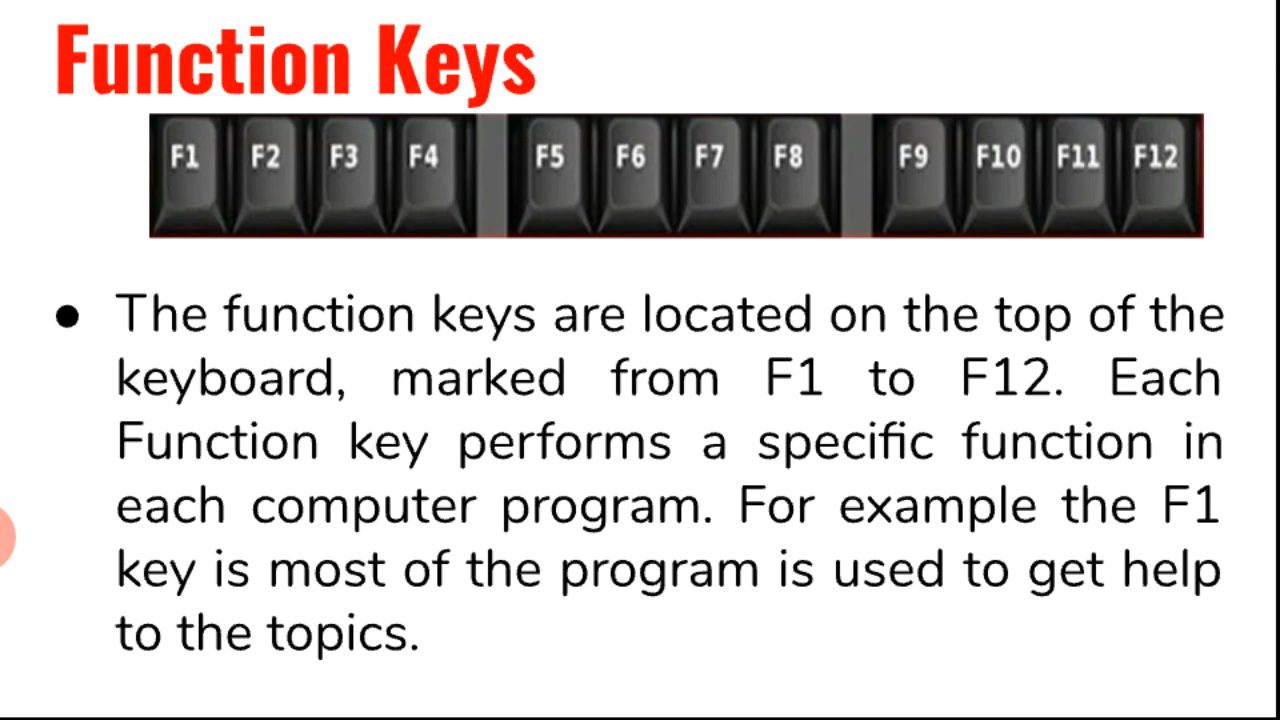 Function Keys
F1 F2 F3 F4 F5 F6 F7 F8 F9 F10 F11 F12
● The function keys are located on the top of the
keyboard, marked from F1 to F12. Each
Function key performs a specific function in
each computer program. For example the F1
key is most of the program is used to get help
to the topics.